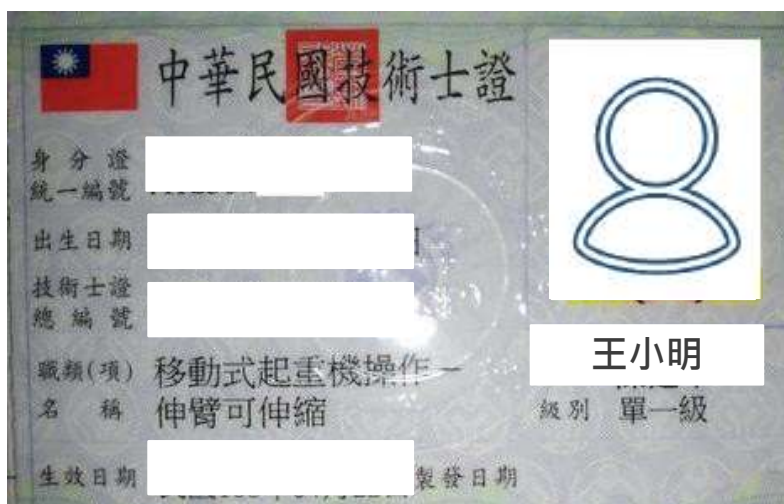 中華民國技術士證
身分證
統一編號
出生日期
技術士證
總編號
職類(項) 移動式起重機操作－
名稱 伸臂可伸縮
王小明
級別 單一級
生效日期
製發日期